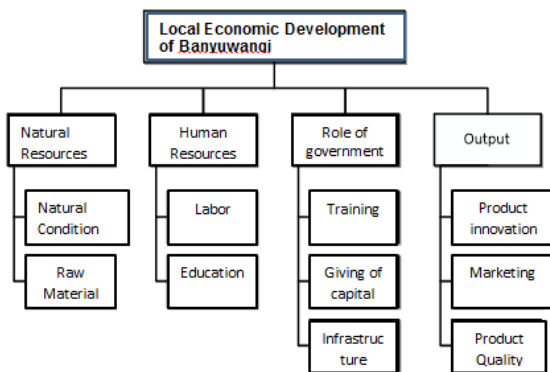 Local Economic Development
of Banyuwangi
Natural
Resources
Human
Resources
Role of
government
Output
Natural
Condition
Labor
Training
Product
innovation
Raw
Material
Education
Giving of
capital
Marketing
Infrastruc
ture
Product
Quality